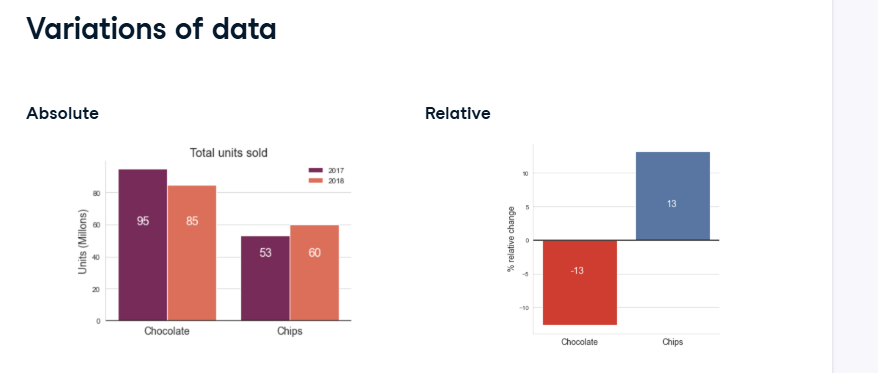 Variations of data
Absolute
Relative
Total units sold
2017
2018
Units (Millons)
80
60
40
20
0
95
85
53
60
Chocolate
Chips
% relative change
10
5
0
-5
-10
13
-13
Chocolate
Chips